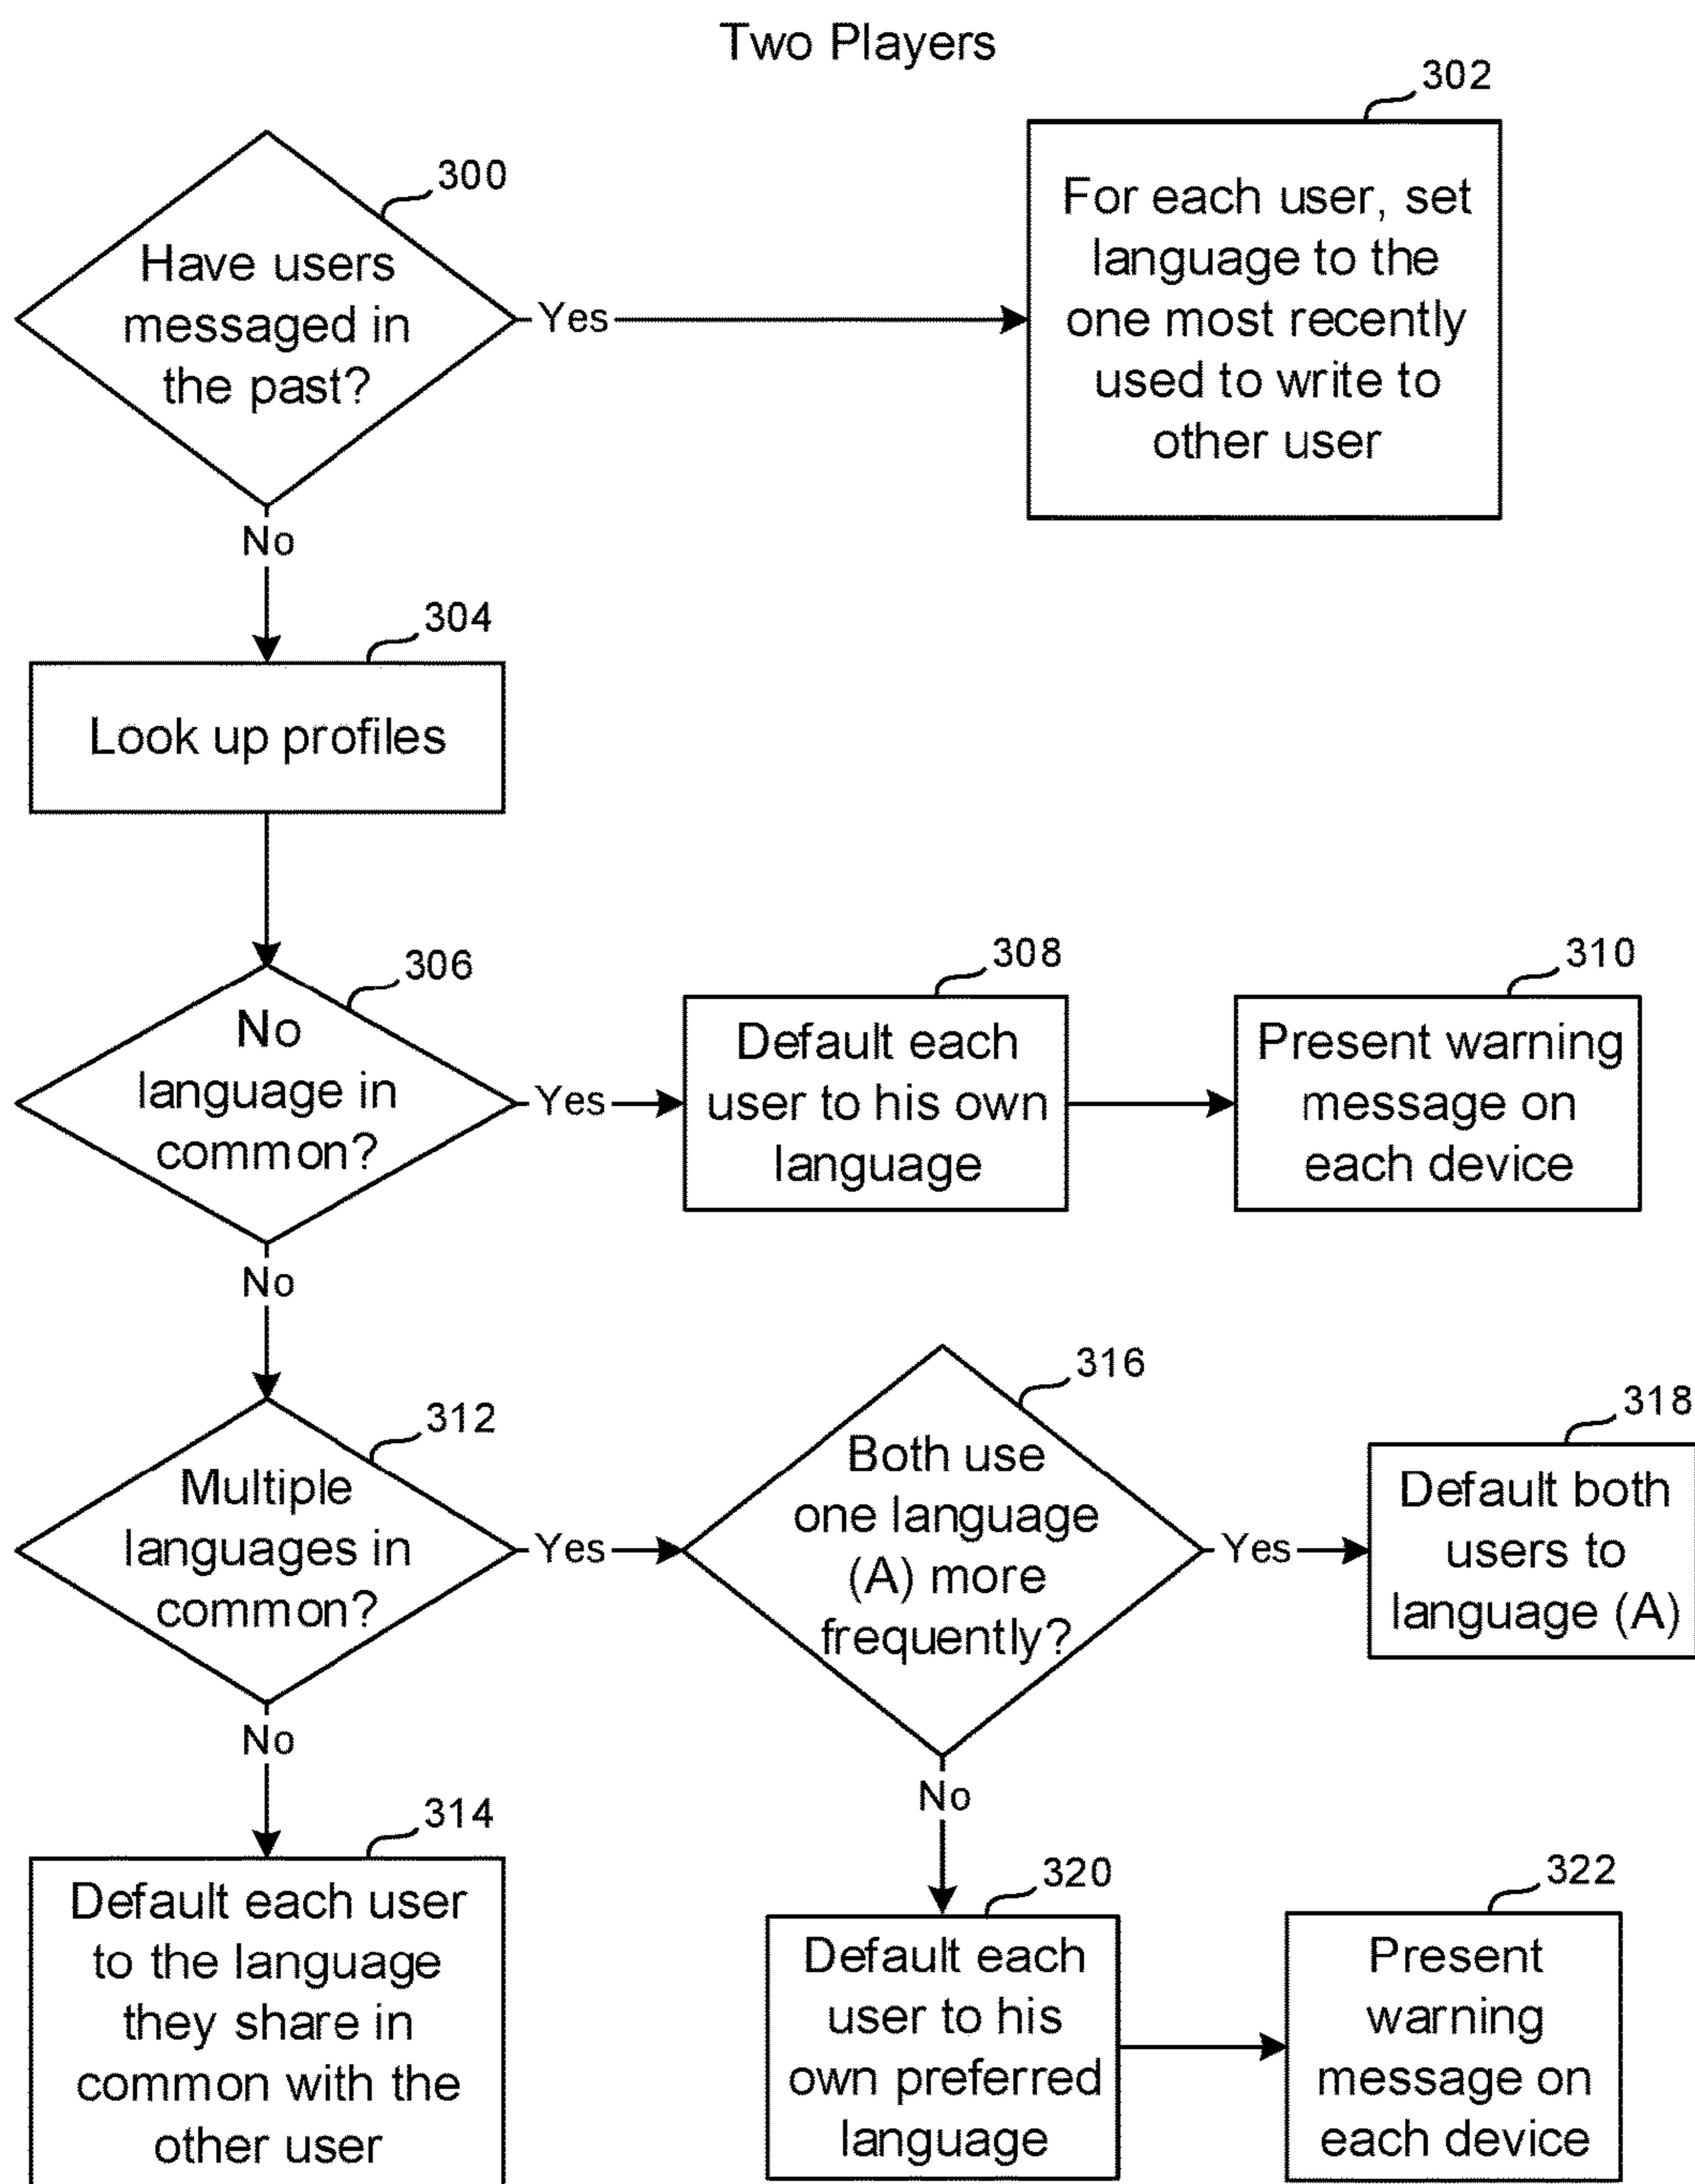 Two Players
300
Have users
messaged in
the past?
Yes
302
For each user, set
language to the
one most recently
used to write to
other user
No
304
Look up profiles
306
No
language in
common?
Yes
308
Default each
user to his own
language
310
Present warning
message on
each device
No
312
Multiple
languages in
common?
Yes
316
Both use
one language
(A) more
frequently?
Yes
318
Default both
users to
language (A)
No
314
Default each user
to the language
they share in
common with the
other user
No
320
Default each
user to his
own preferred
language
322
Present
warning
message on
each device